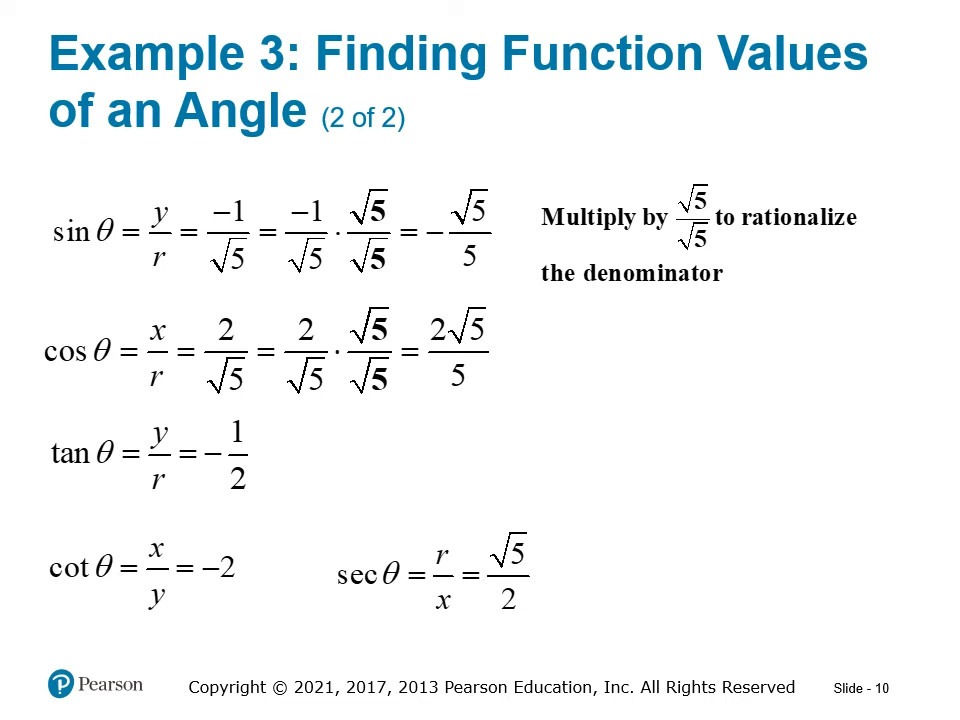 Example 3: Finding Function Values
of an Angle (2 of 2)
sin θ = y/r = −1/√5 = −1/√5 · √5/√5 = −√5/5
Multiply by √5/√5 to rationalize
the denominator
cos θ = x/r = 2/√5 = 2/√5 · √5/√5 = 2√5/5
tan θ = y/r = −1/2
cot θ = x/y = −2
sec θ = r/x = √5/2
Pearson
Copyright © 2021, 2017, 2013 Pearson Education, Inc. All Rights Reserved
Slide - 10